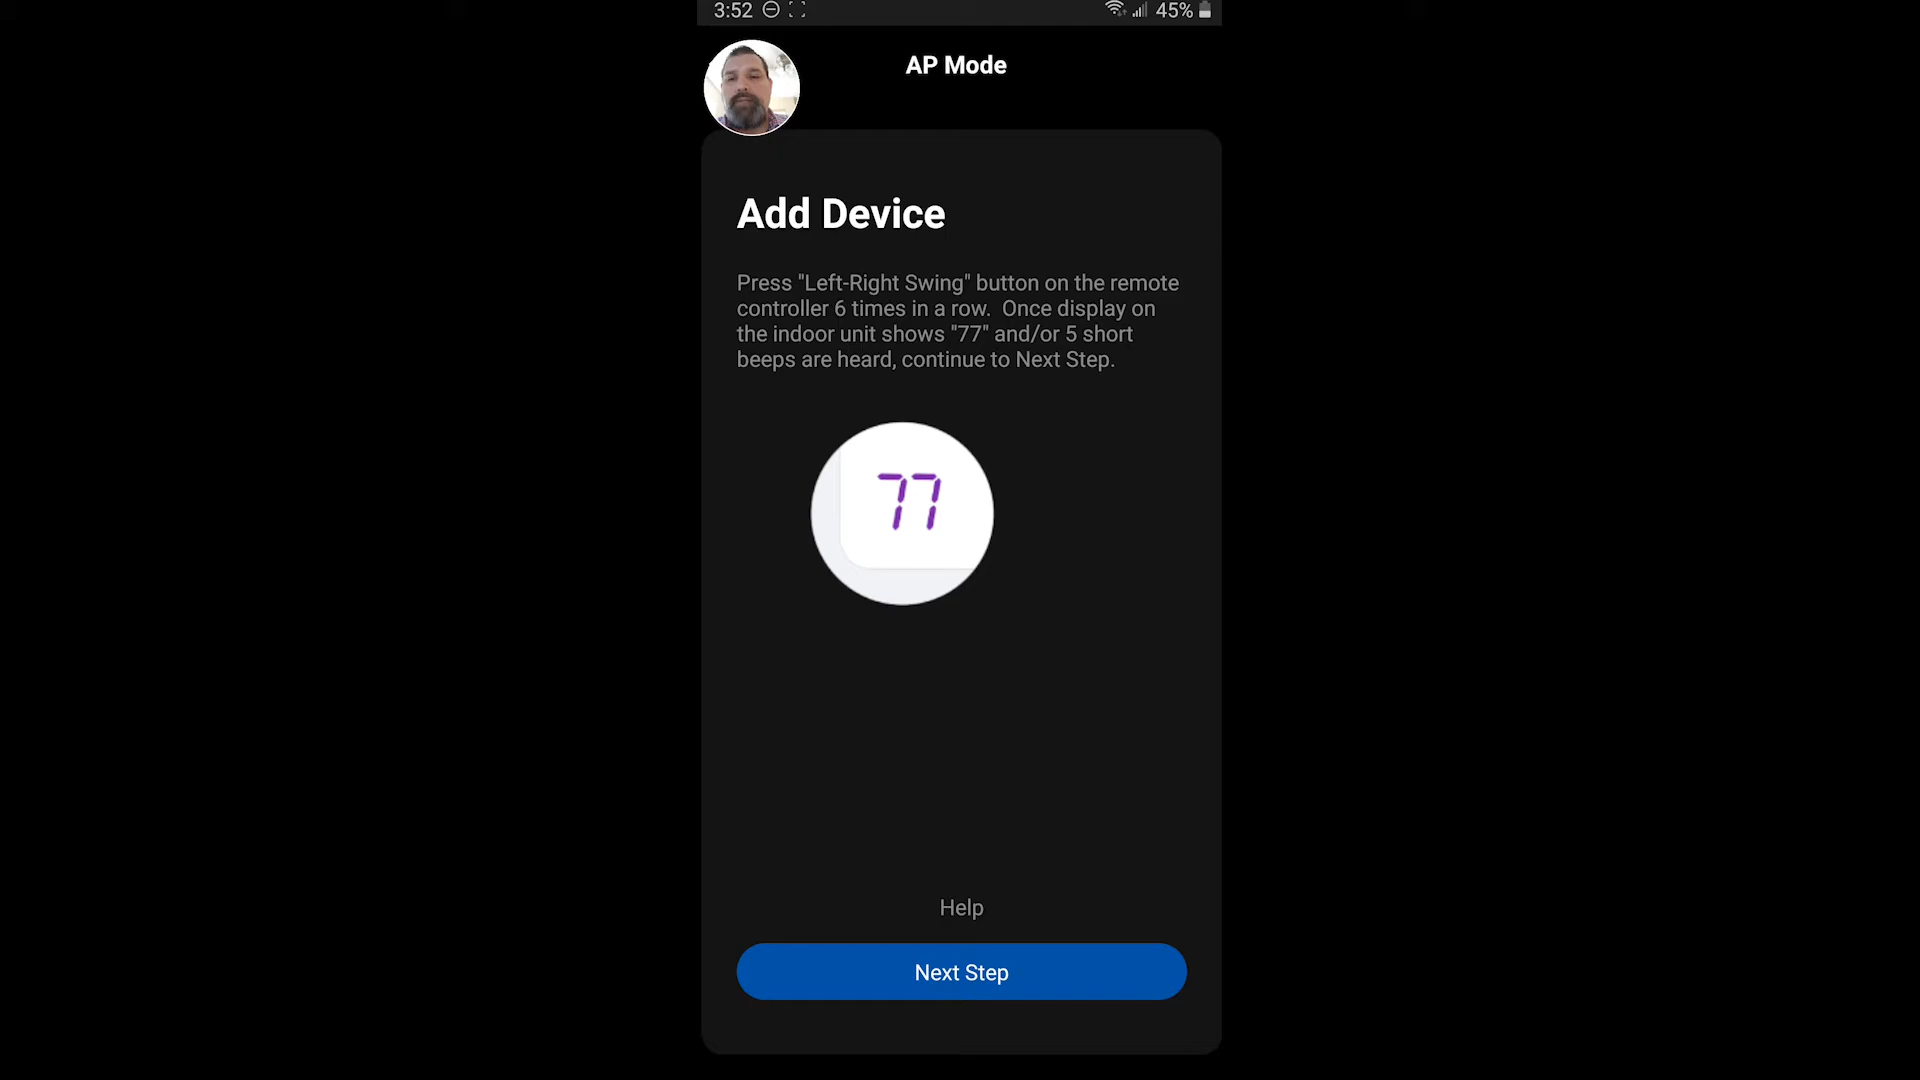 3:52
45%
AP Mode
Add Device
Press "Left-Right Swing" button on the remote
controller 6 times in a row.  Once display on
the indoor unit shows "77" and/or 5 short
beeps are heard, continue to Next Step.
77
Help
Next Step